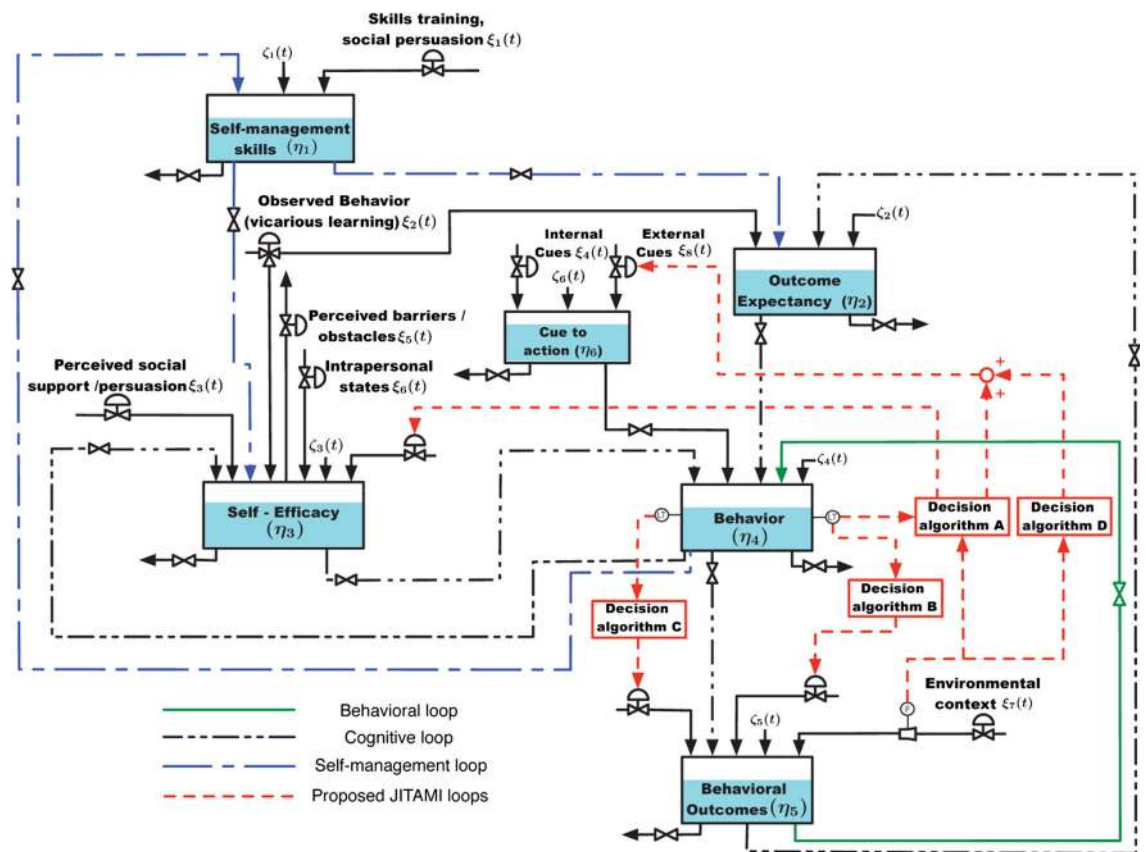 Skills training,
social persuasion ξ₁(t)
ζ₁(t)
Self-management
skills (η₁)
Observed Behavior
(vicarious learning) ξ₂(t)
Internal
Cues ξ₄(t)
External
Cues ξ₈(t)
ζ₂(t)
ζ₆(t)
Outcome
Expectancy (η₂)
Perceived barriers /
obstacles ξ₅(t)
Cue to
action (η₆)
Perceived social
support /persuasion ξ₃(t)
Intrapersonal
states ξ₆(t)
+
+
ζ₃(t)
ζ₄(t)
Self - Efficacy
(η₃)
LT
Behavior
(η₄)
LT
Decision
algorithm A
Decision
algorithm D
Decision
algorithm C
Decision
algorithm B
Environmental
context ξ₇(t)
F
ζ₅(t)
Behavioral
Outcomes (η₅)
Behavioral loop
Cognitive loop
Self-management loop
Proposed JITAMI loops